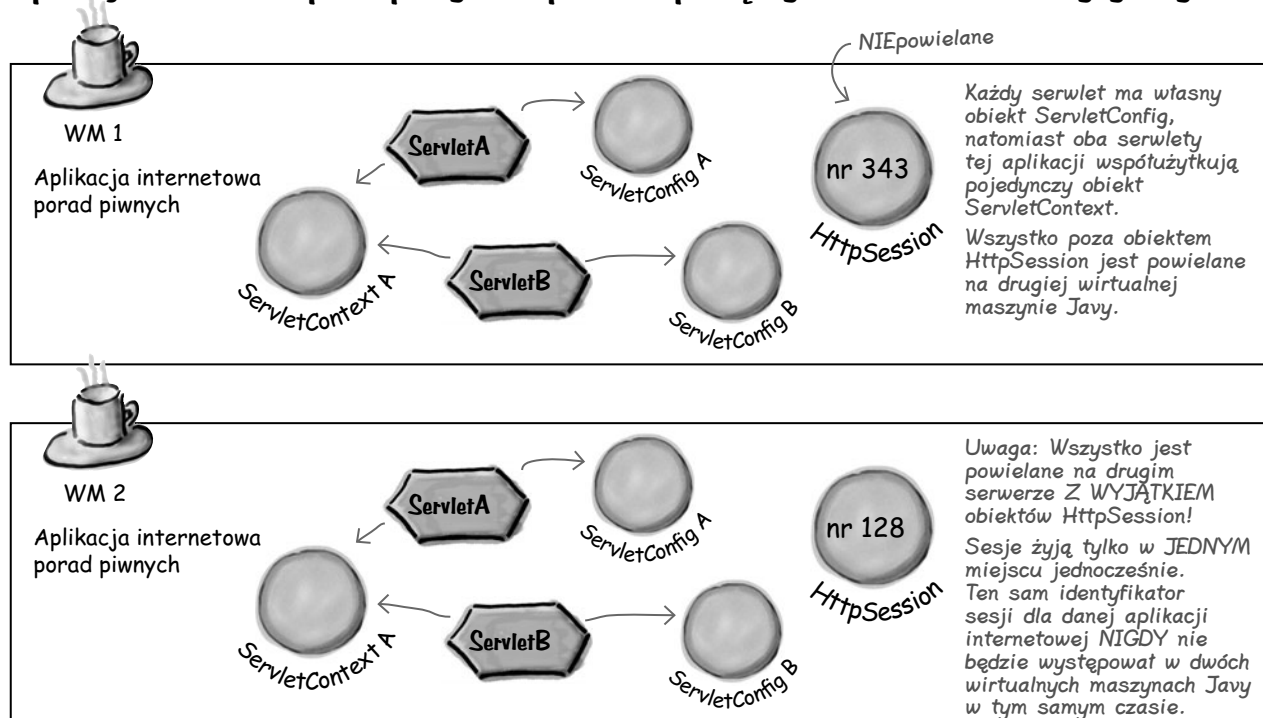 NIEpowielane
WM 1
Aplikacja internetowa
porad piwnych
ServletA
ServletConfig A
ServletContext A
ServletB
ServletConfig B
nr 343
HttpSession
Każdy serwlet ma własny
obiekt ServletConfig,
natomiast oba serwlety
tej aplikacji współużytkują
pojedynczy obiekt
ServletContext.
Wszystko poza obiektem
HttpSession jest powielane
na drugiej wirtualnej
maszynie Javy.
WM 2
Aplikacja internetowa
porad piwnych
ServletA
ServletConfig A
ServletContext A
ServletB
ServletConfig B
nr 128
HttpSession
Uwaga: Wszystko jest
powielane na drugim
serwerze Z WYJĄTKIEM
obiektów HttpSession!
Sesje żyją tylko w JEDNYM
miejscu jednocześnie.
Ten sam identyfikator
sesji dla danej aplikacji
internetowej NIGDY nie
będzie występował w dwóch
wirtualnych maszynach Javy
w tym samym czasie.